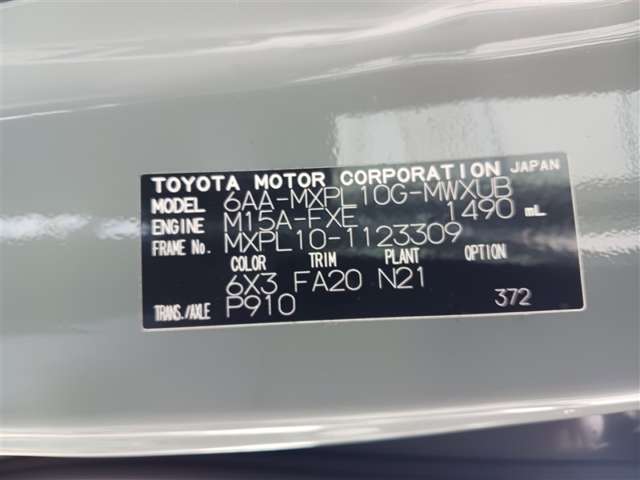 TOYOTA MOTOR CORPORATION JAPAN
MODEL 6AA-MXPL10G-MWXUB
ENGINE M15A-FXE 1490 mL
FRAME No. MXPL10-1123309
COLOR TRIM PLANT OPTION
6X3 FA20 N21
TRANS./AXLE P910 372